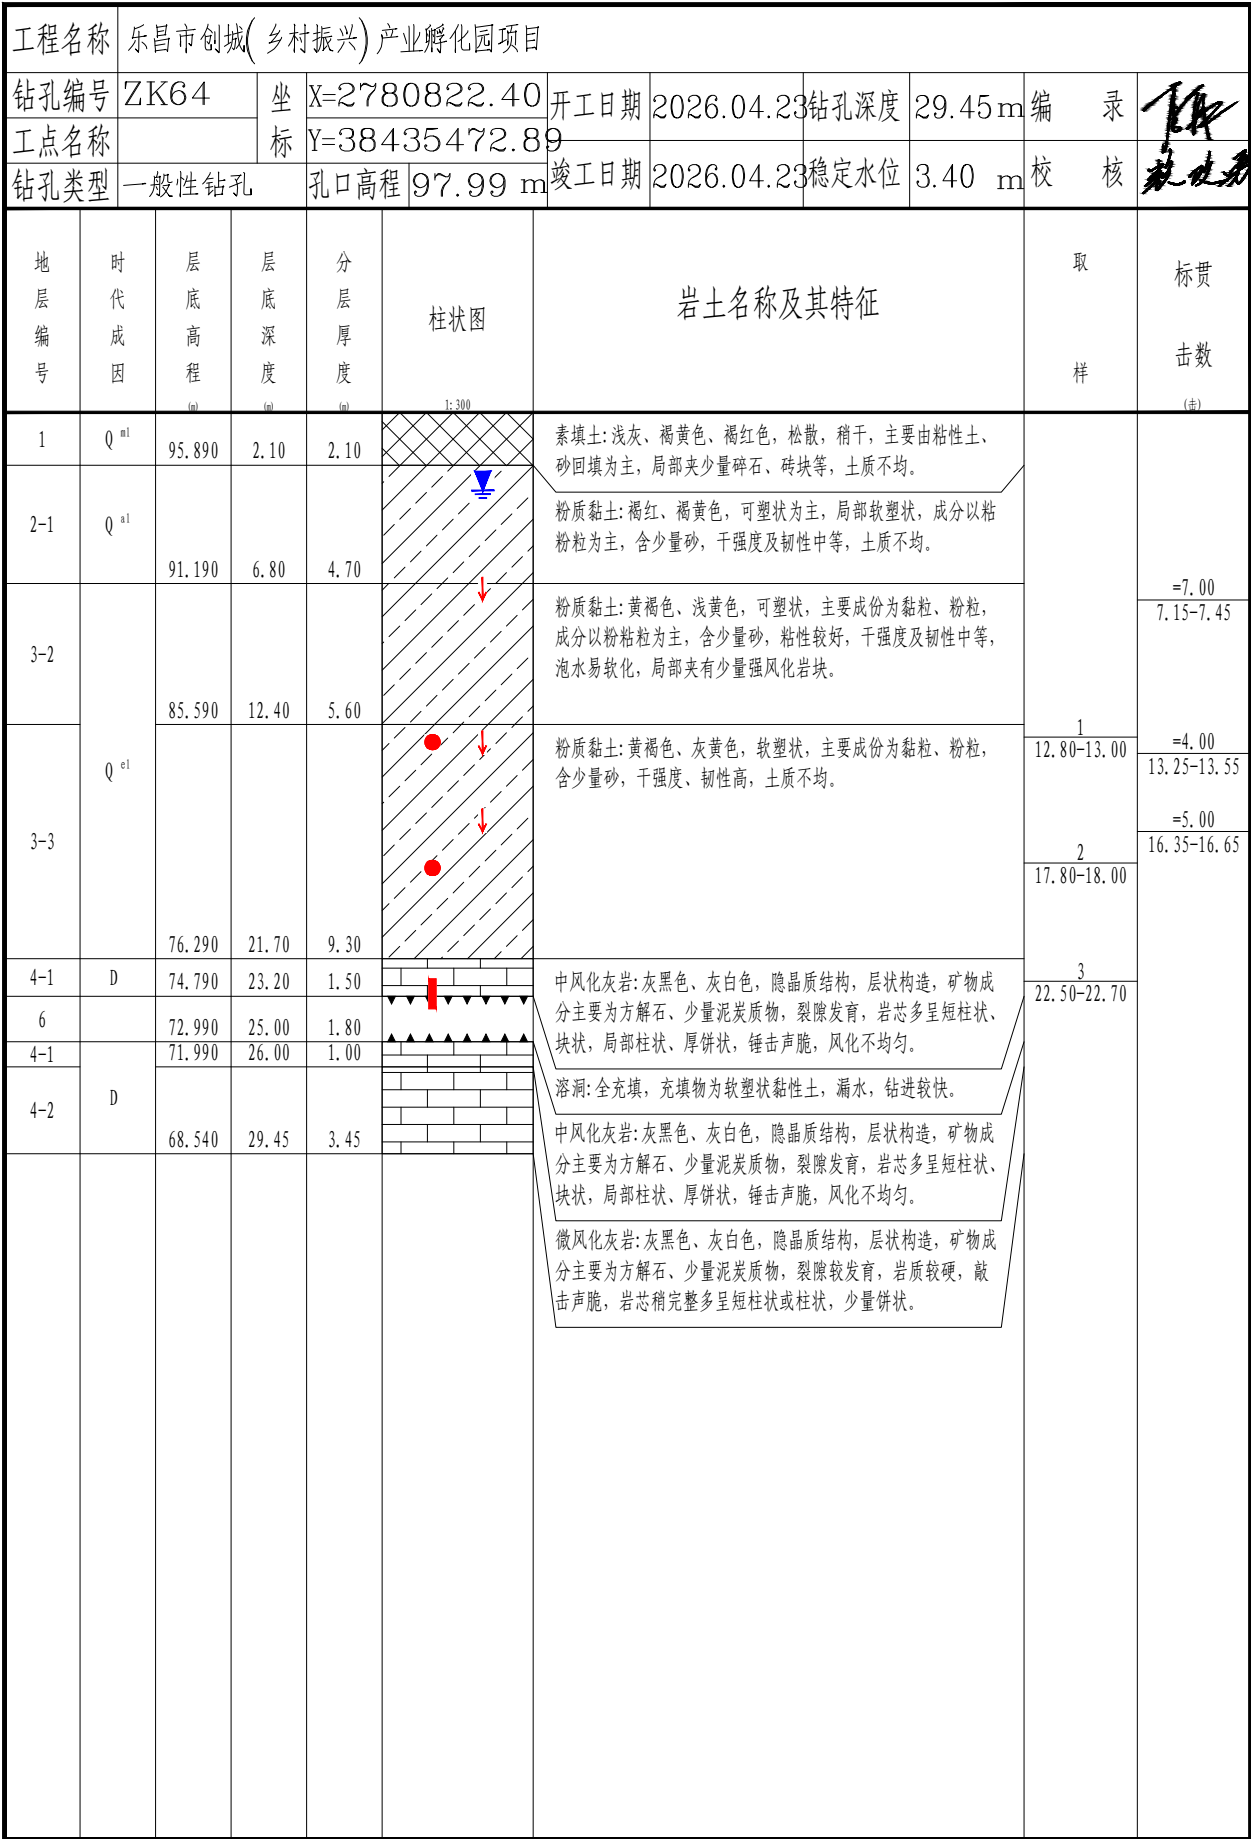 工程名称 乐昌市创城(乡村振兴)产业孵化园项目
钻孔编号 ZK64 坐标 X=2780822.40 开工日期 2026.04.23 钻孔深度 29.45 m 编 录
工点名称 Y=38435472.89
钻孔类型 一般性钻孔 孔口高程 97.99 m 竣工日期 2026.04.23 稳定水位 3.40 m 校 核
地层编号 时代成因 层底高程(m) 层底深度(m) 分层厚度(m) 柱状图 1:300 岩土名称及其特征 取样 标贯击数(击)
1 Q ml 95.890 2.10 2.10
素填土:浅灰、褐黄色、褐红色，松散，稍干，主要由粘性土、
砂回填为主，局部夹少量碎石、砖块等，土质不均。
2-1 Q al 91.190 6.80 4.70
粉质黏土:褐红、褐黄色，可塑状为主，局部软塑状，成分以粘
粉粒为主，含少量砂，干强度及韧性中等，土质不均。
=7.00
7.15-7.45
3-2 85.590 12.40 5.60
粉质黏土:黄褐色、浅黄色，可塑状，主要成份为黏粒、粉粒，
成分以粉粘粒为主，含少量砂，粘性较好，干强度及韧性中等，
泡水易软化，局部夹有少量强风化岩块。
Q el
3-3 76.290 21.70 9.30
粉质黏土:黄褐色、灰黄色，软塑状，主要成份为黏粒、粉粒，
含少量砂，干强度、韧性高，土质不均。
1
12.80-13.00
=4.00
13.25-13.55
=5.00
16.35-16.65
2
17.80-18.00
4-1 D 74.790 23.20 1.50
中风化灰岩:灰黑色、灰白色，隐晶质结构，层状构造，矿物成
分主要为方解石、少量泥炭质物，裂隙发育，岩芯多呈短柱状、
块状，局部柱状、厚饼状，锤击声脆，风化不均匀。
3
22.50-22.70
6 72.990 25.00 1.80
溶洞:全充填，充填物为软塑状黏性土，漏水，钻进较快。
4-1 71.990 26.00 1.00
中风化灰岩:灰黑色、灰白色，隐晶质结构，层状构造，矿物成
分主要为方解石、少量泥炭质物，裂隙发育，岩芯多呈短柱状、
块状，局部柱状、厚饼状，锤击声脆，风化不均匀。
4-2 D 68.540 29.45 3.45
微风化灰岩:灰黑色、灰白色，隐晶质结构，层状构造，矿物成
分主要为方解石、少量泥炭质物，裂隙较发育，岩质较硬，敲
击声脆，岩芯稍完整多呈短柱状或柱状，少量饼状。